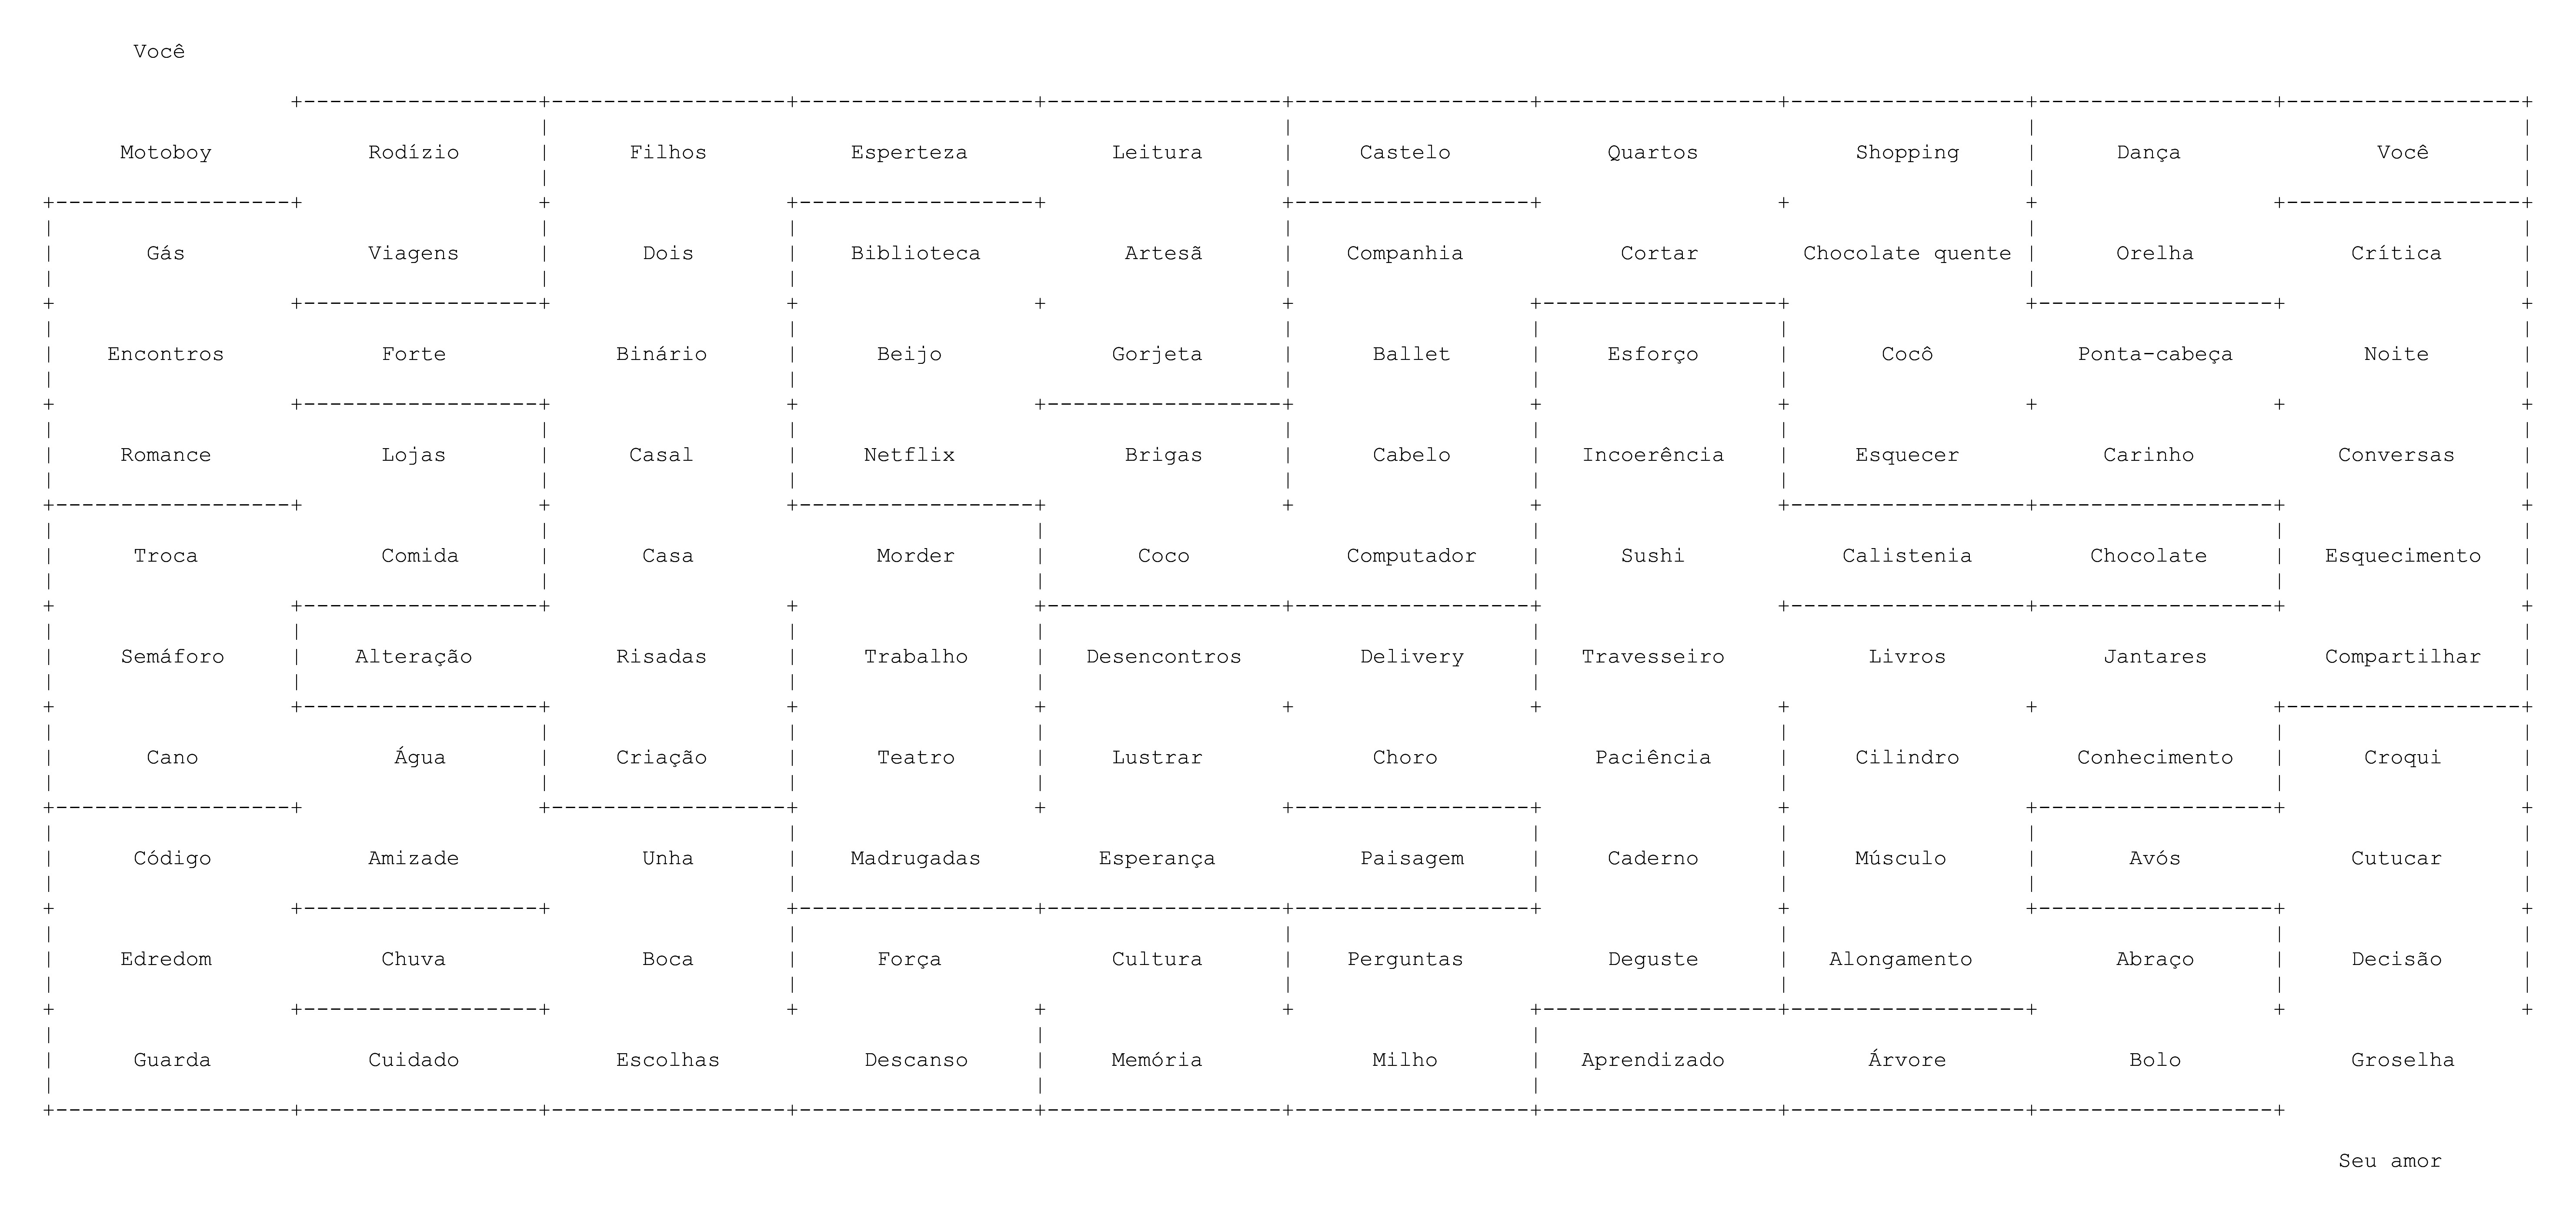 Você
Motoboy Rodízio Filhos Esperteza Leitura Castelo Quartos Shopping Dança Você
Gás Viagens Dois Biblioteca Artesã Companhia Cortar Chocolate quente Orelha Crítica
Encontros Forte Binário Beijo Gorjeta Ballet Esforço Cocô Ponta-cabeça Noite
Romance Lojas Casal Netflix Brigas Cabelo Incoerência Esquecer Carinho Conversas
Troca Comida Casa Morder Coco Computador Sushi Calistenia Chocolate Esquecimento
Semáforo Alteração Risadas Trabalho Desencontros Delivery Travesseiro Livros Jantares Compartilhar
Cano Água Criação Teatro Lustrar Choro Paciência Cilindro Conhecimento Croqui
Código Amizade Unha Madrugadas Esperança Paisagem Caderno Músculo Avós Cutucar
Edredom Chuva Boca Força Cultura Perguntas Deguste Alongamento Abraço Decisão
Guarda Cuidado Escolhas Descanso Memória Milho Aprendizado Árvore Bolo Groselha
Seu amor